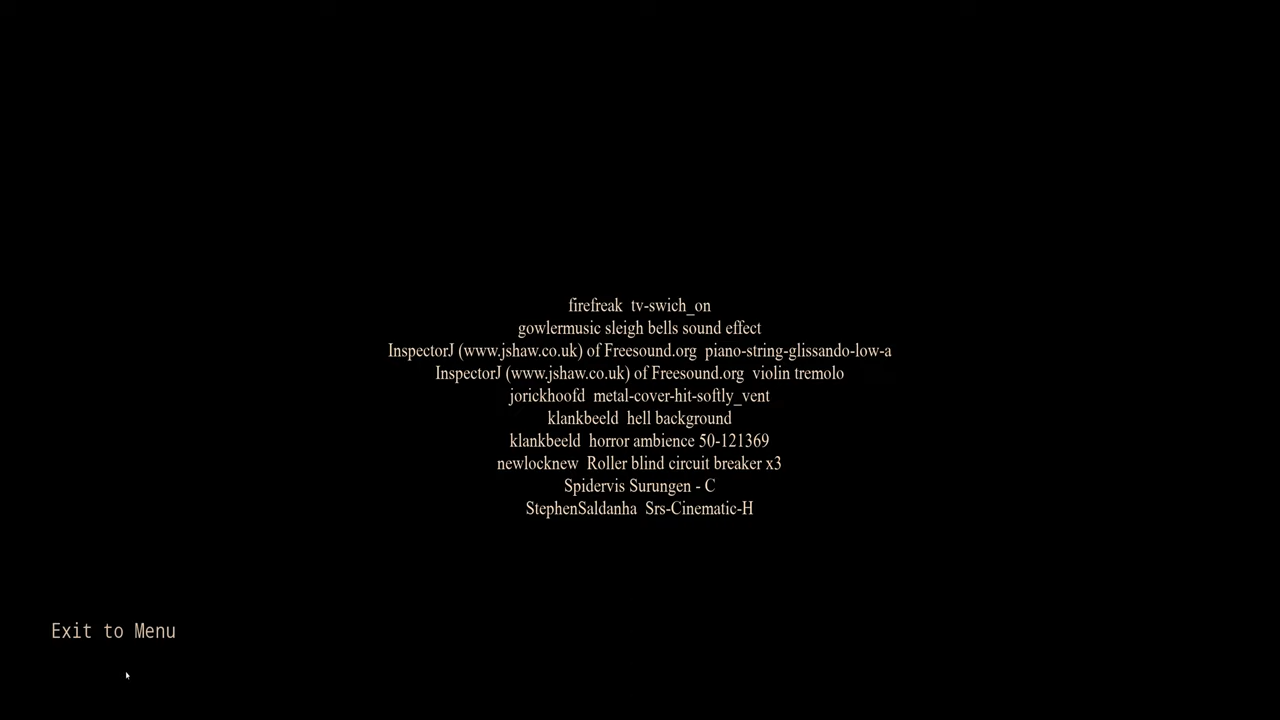 firefreak  tv-swich_on
gowlermusic sleigh bells sound effect
InspectorJ (www.jshaw.co.uk) of Freesound.org  piano-string-glissando-low-a
InspectorJ (www.jshaw.co.uk) of Freesound.org  violin tremolo
jorickhoofd  metal-cover-hit-softly_vent
klankbeeld  hell background
klankbeeld  horror ambience 50-121369
newlocknew  Roller blind circuit breaker x3
Spidervis Surungen - C
StephenSaldanha  Srs-Cinematic-H
Exit to Menu